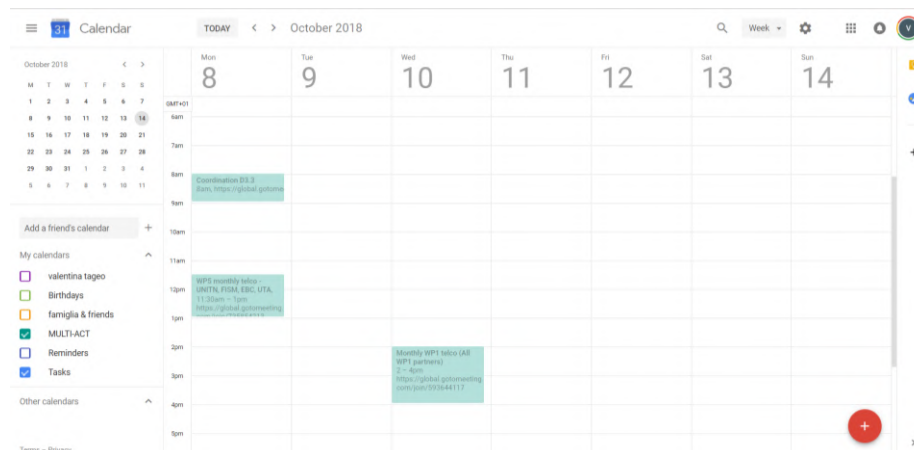 31 Calendar TODAY < > October 2018 Week
October 2018 < >
M T W T F S S
1 2 3 4 5 6 7
8 9 10 11 12 13 14
15 16 17 18 19 20 21
22 23 24 25 26 27 28
29 30 31 1 2 3 4
5 6 7 8 9 10 11
Add a friend's calendar +
My calendars
valentina tageo
Birthdays
famiglia & friends
MULTI-ACT
Reminders
Tasks
Other calendars
Terms – Privacy
Mon Tue Wed Thu Fri Sat Sun
8 9 10 11 12 13 14
GMT+01
6am
7am
8am
9am
10am
11am
12pm
1pm
2pm
3pm
4pm
5pm
Coordination D3.3
8am, https://global.gotome
WP5 monthly telco -
UNITN, FISM, EBC, UTA,
11:30am – 1pm
https://global.gotomeeting
Monthly WP1 telco (All
WP1 partners)
2 – 4pm
https://global.gotomeeting
com/join/593644117
V
+